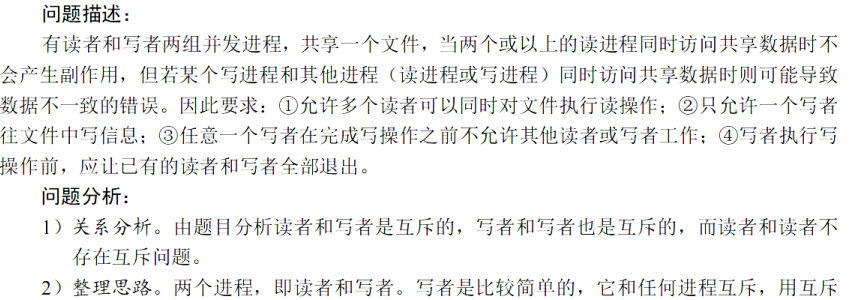 问题描述：
有读者和写者两组并发进程，共享一个文件，当两个或以上的读进程同时访问共享数据时不
会产生副作用，但若某个写进程和其他进程（读进程或写进程）同时访问共享数据时则可能导致
数据不一致的错误。因此要求：①允许多个读者可以同时对文件执行读操作；②只允许一个写者
往文件中写信息；③任意一个写者在完成写操作之前不允许其他读者或写者工作；④写者执行写
操作前，应让已有的读者和写者全部退出。
问题分析：
1）关系分析。由题目分析读者和写者是互斥的，写者和写者也是互斥的，而读者和读者不
存在互斥问题。
2）整理思路。两个进程，即读者和写者。写者是比较简单的，它和任何进程互斥，用互斥